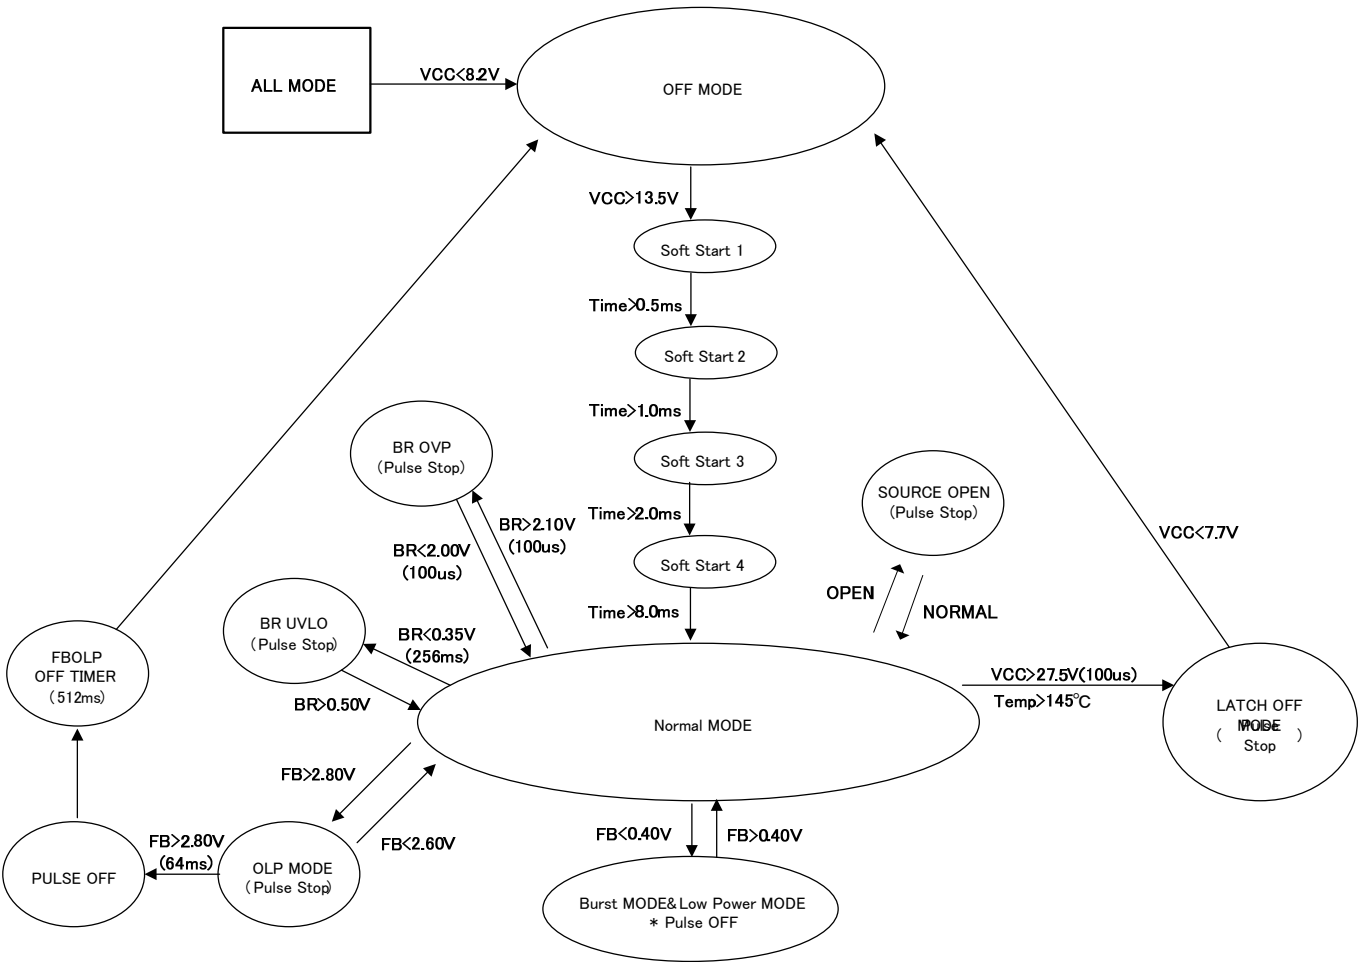 ALL MODE
VCC<8.2V
OFF MODE
VCC>13.5V
Soft Start 1
Time>0.5ms
Soft Start 2
Time>1.0ms
Soft Start 3
Time>2.0ms
Soft Start 4
Time>8.0ms
BR OVP
(Pulse Stop)
BR>2.10V
(100us)
BR<2.00V
(100us)
SOURCE OPEN
(Pulse Stop)
OPEN
NORMAL
VCC<7.7V
BR UVLO
(Pulse Stop)
BR<0.35V
(256ms)
BR>0.50V
FBOLP
OFF TIMER
(512ms)
Normal MODE
VCC>27.5V(100us)
Temp>145℃
LATCH OFF
MODE
( Pulse )
Stop
FB>2.80V
FB<2.60V
FB>2.80V
(64ms)
PULSE OFF
OLP MODE
(Pulse Stop)
FB<0.40V
FB>0.40V
Burst MODE&Low Power MODE
* Pulse OFF